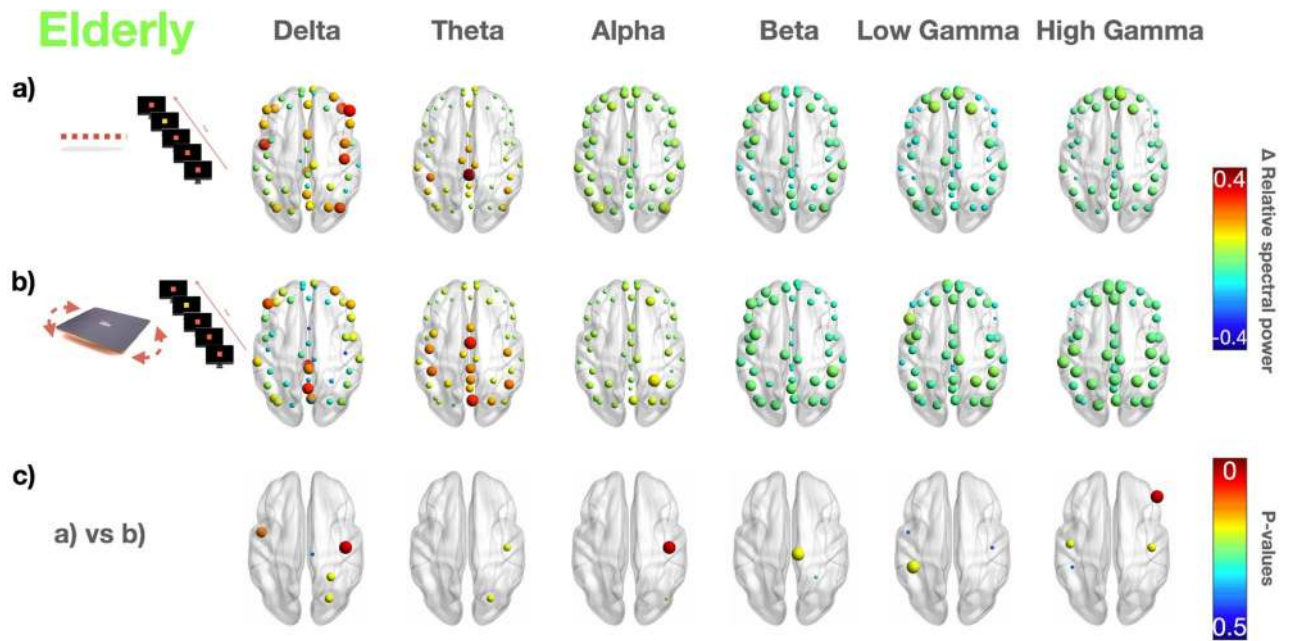 Elderly
Delta Theta Alpha Beta Low Gamma High Gamma
a)
0.4
-0.4
Δ Relative spectral power
b)
c)
a) vs b)
0
0.5
P-values